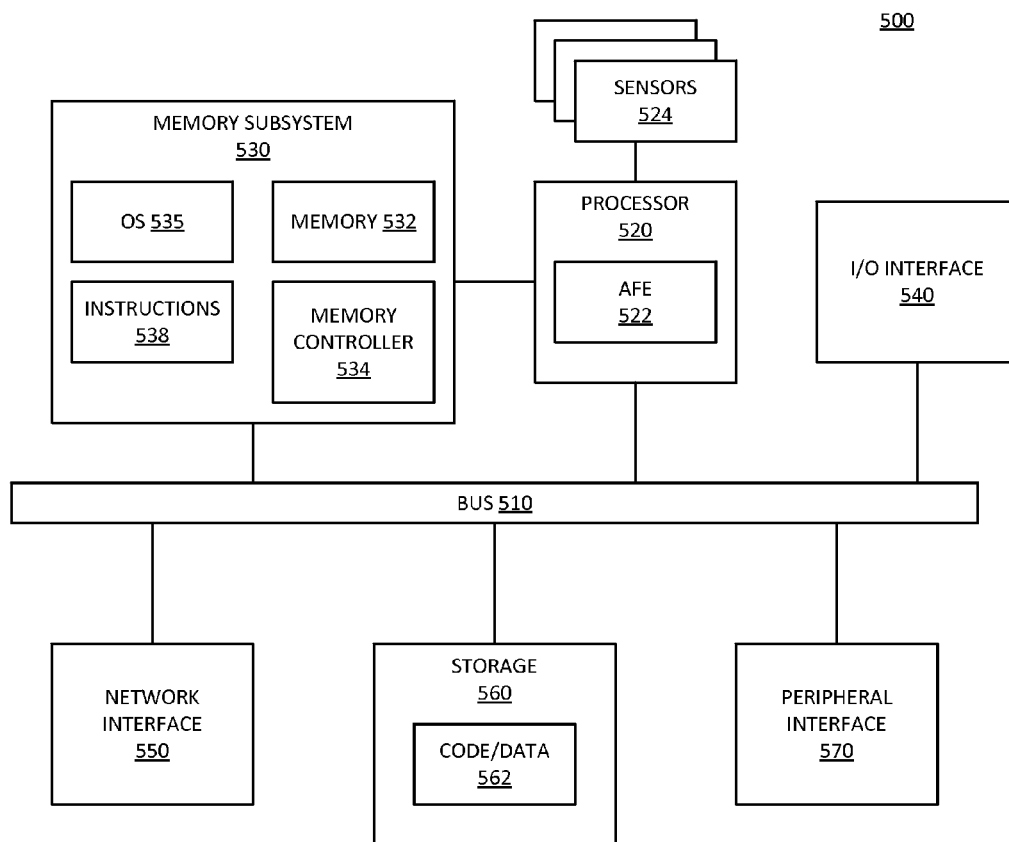 500
SENSORS
524
MEMORY SUBSYSTEM
530
OS 535
MEMORY 532
INSTRUCTIONS
538
MEMORY
CONTROLLER
534
PROCESSOR
520
AFE
522
I/O INTERFACE
540
BUS 510
NETWORK
INTERFACE
550
STORAGE
560
CODE/DATA
562
PERIPHERAL
INTERFACE
570